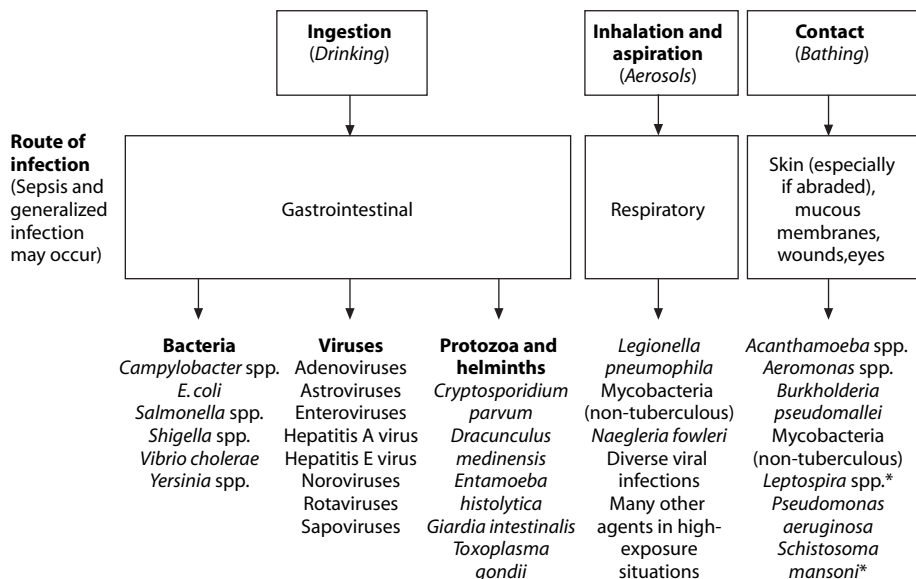 Ingestion
(Drinking)
Inhalation and
aspiration
(Aerosols)
Contact
(Bathing)
Route of
infection
(Sepsis and
generalized
infection
may occur)
Gastrointestinal
Respiratory
Skin (especially
if abraded),
mucous
membranes,
wounds,eyes
Bacteria
Campylobacter spp.
E. coli
Salmonella spp.
Shigella spp.
Vibrio cholerae
Yersinia spp.
Viruses
Adenoviruses
Astroviruses
Enteroviruses
Hepatitis A virus
Hepatitis E virus
Noroviruses
Rotaviruses
Sapoviruses
Protozoa and
helminths
Cryptosporidium
parvum
Dracunculus
medinensis
Entamoeba
histolytica
Giardia intestinalis
Toxoplasma
gondii
Legionella
pneumophila
Mycobacteria
(non-tuberculous)
Naegleria fowleri
Diverse viral
infections
Many other
agents in high-
exposure
situations
Acanthamoeba spp.
Aeromonas spp.
Burkholderia
pseudomallei
Mycobacteria
(non-tuberculous)
Leptospira spp.*
Pseudomonas
aeruginosa
Schistosoma
mansoni*